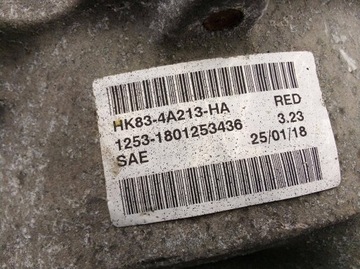 HK83-4A213-HA RED
1253-1801253436 3.23
SAE 25/01/18